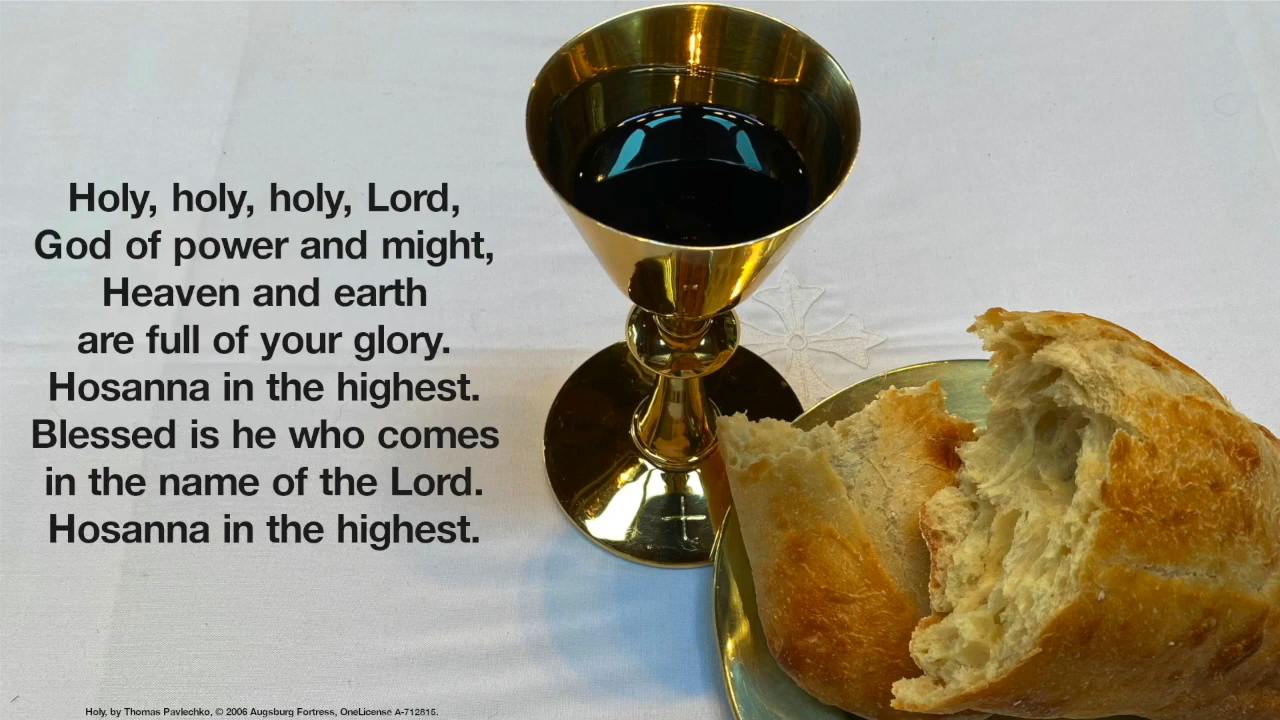 Holy, holy, holy, Lord,
God of power and might,
Heaven and earth
are full of your glory.
Hosanna in the highest.
Blessed is he who comes
in the name of the Lord.
Hosanna in the highest.
Holy, by Thomas Pavlechko, © 2006 Augsburg Fortress, OneLicense A-712815.